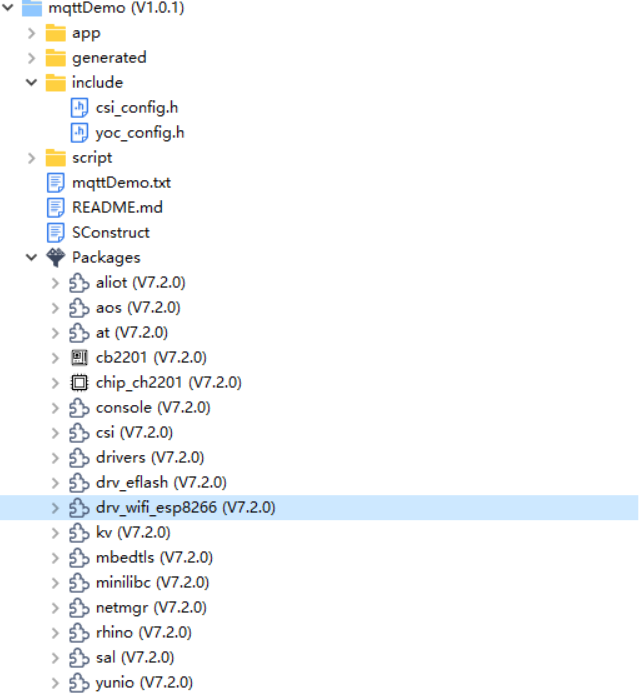 mqttDemo (V1.0.1)
app
generated
include
csi_config.h
yoc_config.h
script
mqttDemo.txt
README.md
SConstruct
Packages
aliot (V7.2.0)
aos (V7.2.0)
at (V7.2.0)
cb2201 (V7.2.0)
chip_ch2201 (V7.2.0)
console (V7.2.0)
csi (V7.2.0)
drivers (V7.2.0)
drv_eflash (V7.2.0)
drv_wifi_esp8266 (V7.2.0)
kv (V7.2.0)
mbedtls (V7.2.0)
minilibc (V7.2.0)
netmgr (V7.2.0)
rhino (V7.2.0)
sal (V7.2.0)
yunio (V7.2.0)